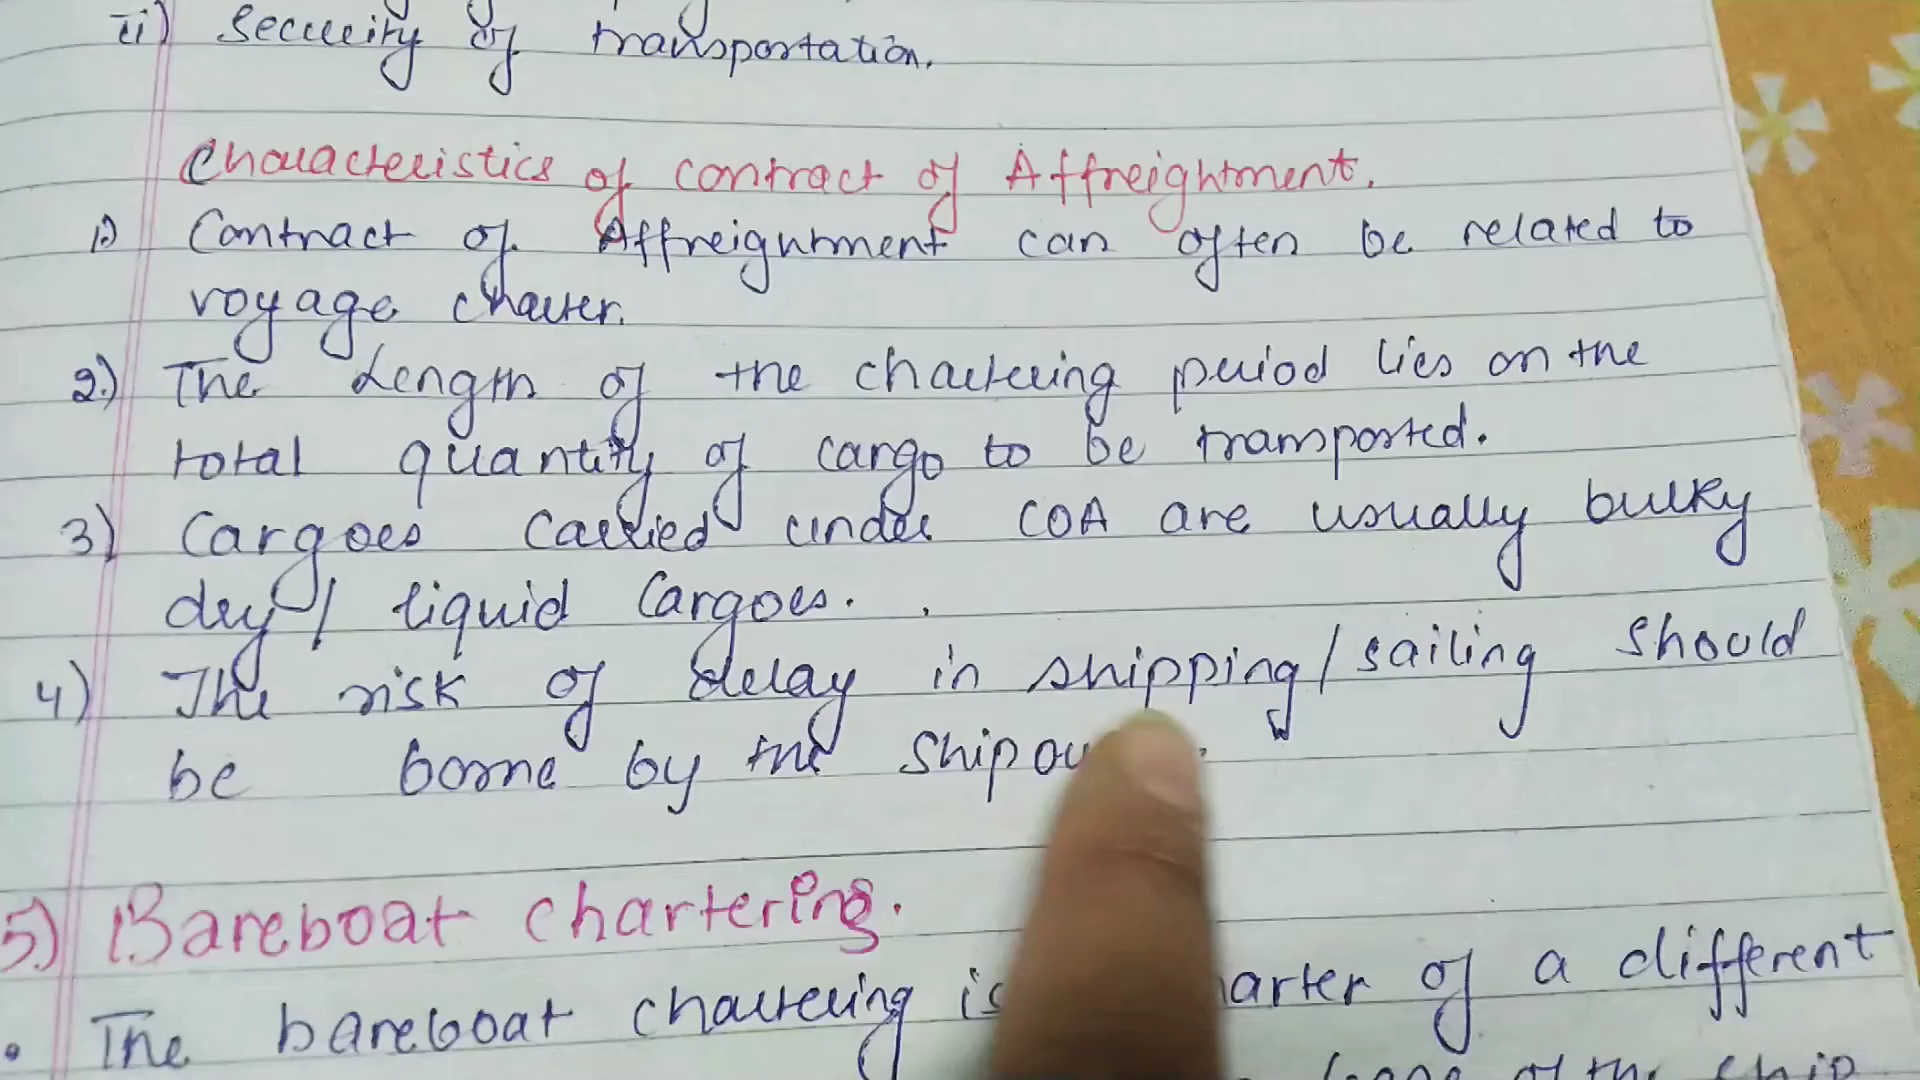 ii) Security of transportation.
Characteristics of contract of Affreightment.
1) Contract of Affreightment can often be related to
voyage charter.
2.) The Length of the chartering period lies on the
total quantity of cargo to be transported.
3) Cargoes carried under COA are usually bulky
dry / liquid Cargoes.
4) The risk of delay in shipping / sailing should
be borne by the
5) Bareboat chartering.
• The bareboat chartering is of a different
of the ship